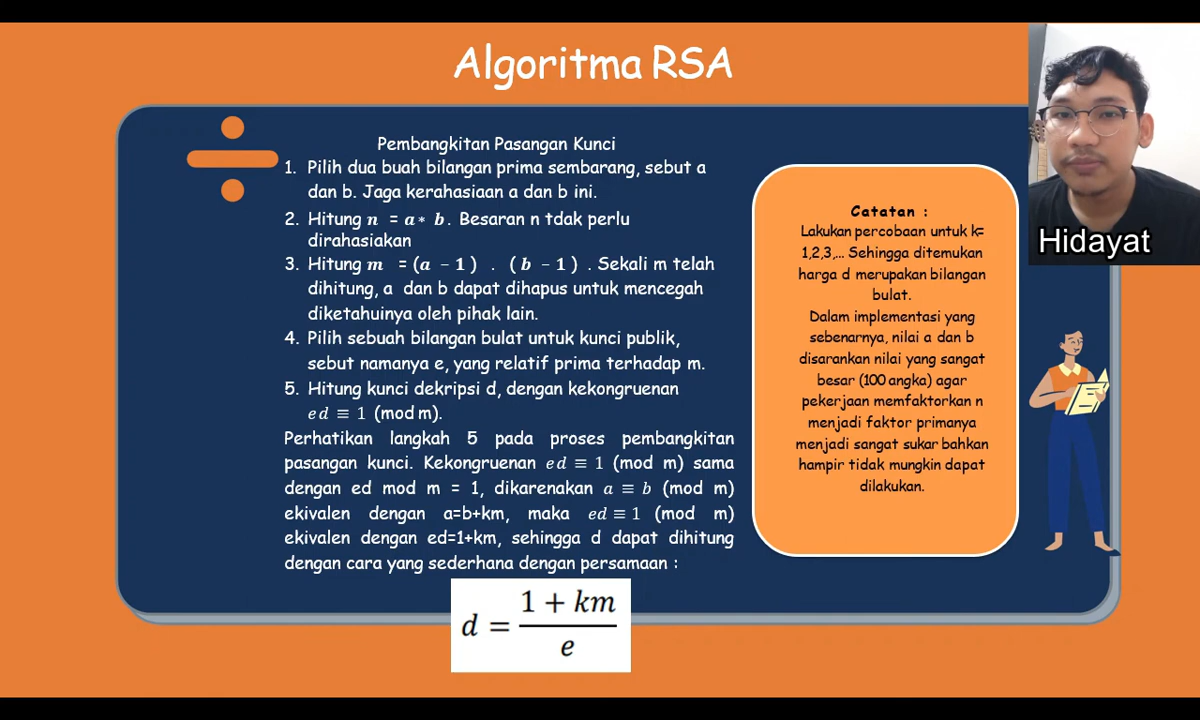 Algoritma RSA
Pembangkitan Pasangan Kunci
1. Pilih dua buah bilangan prima sembarang, sebut a
dan b. Jaga kerahasiaan a dan b ini.
2. Hitung n = a* b. Besaran n tdak perlu
dirahasiakan
3. Hitung m = (a - 1) . (b - 1) . Sekali m telah
dihitung, a dan b dapat dihapus untuk mencegah
diketahuinya oleh pihak lain.
4. Pilih sebuah bilangan bulat untuk kunci publik,
sebut namanya e, yang relatif prima terhadap m.
5. Hitung kunci dekripsi d, dengan kekongruenan
ed ≡ 1 (mod m).
Perhatikan langkah 5 pada proses pembangkitan
pasangan kunci. Kekongruenan ed ≡ 1 (mod m) sama
dengan ed mod m = 1, dikarenakan a ≡ b (mod m)
ekivalen dengan a=b+km, maka ed ≡ 1 (mod m)
ekivalen dengan ed=1+km, sehingga d dapat dihitung
dengan cara yang sederhana dengan persamaan :
d = (1 + km) / e
Catatan :
Lakukan percobaan untuk k=
1,2,3,... Sehingga ditemukan
harga d merupakan bilangan
bulat.
Dalam implementasi yang
sebenarnya, nilai a dan b
disarankan nilai yang sangat
besar (100 angka) agar
pekerjaan memfaktorkan n
menjadi faktor primanya
menjadi sangat sukar bahkan
hampir tidak mungkin dapat
dilakukan.
Hidayat